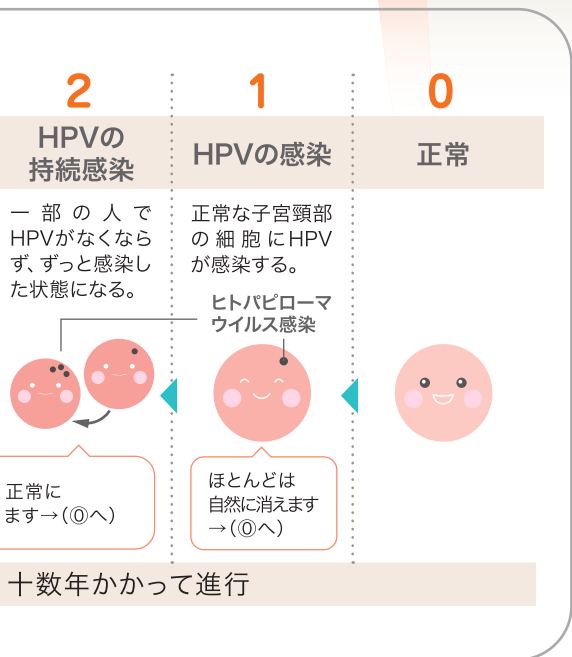 2
HPVの
持続感染
一部の人で
HPVがなくなら
ず、ずっと感染し
た状態になる。
1
HPVの感染
正常な子宮頸部
の細胞にHPV
が感染する。
0
正常
ヒトパピローマ
ウイルス感染
正常に
ます→(⓪へ)
ほとんどは
自然に消えます
→(⓪へ)
十数年かかって進行